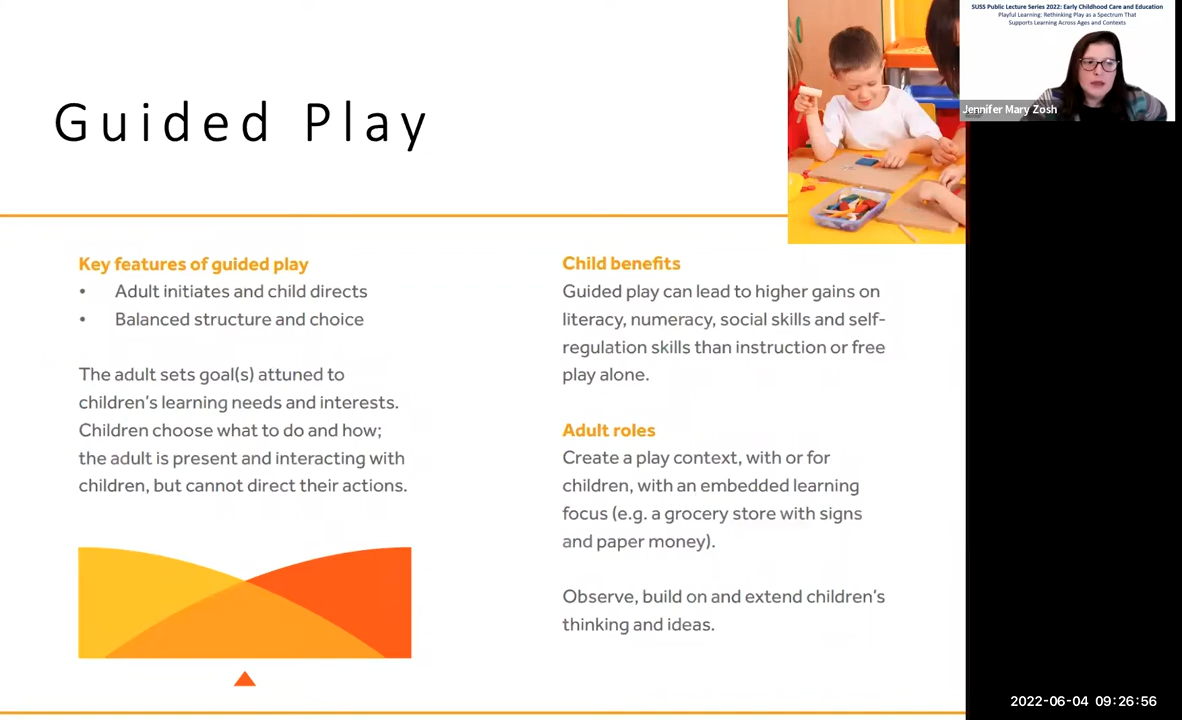 Guided Play
Key features of guided play
• Adult initiates and child directs
• Balanced structure and choice
The adult sets goal(s) attuned to
children's learning needs and interests.
Children choose what to do and how;
the adult is present and interacting with
children, but cannot direct their actions.
Child benefits
Guided play can lead to higher gains on
literacy, numeracy, social skills and self-
regulation skills than instruction or free
play alone.
Adult roles
Create a play context, with or for
children, with an embedded learning
focus (e.g. a grocery store with signs
and paper money).
Observe, build on and extend children's
thinking and ideas.
SUSS Public Lecture Series 2022: Early Childhood Care and Education
Playful Learning: Rethinking Play as a Spectrum That
Supports Learning Across Ages and Contexts
Jennifer Mary Zosh
2022-06-04 09:26:56